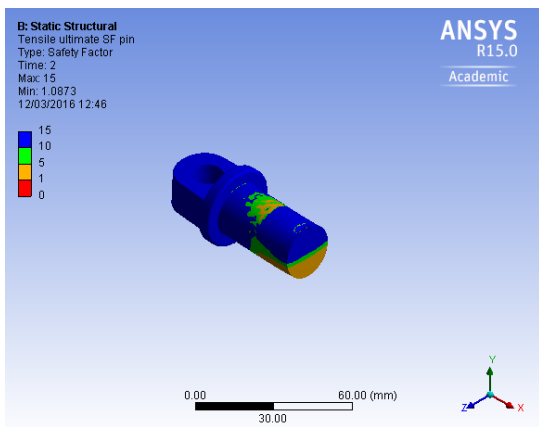 B: Static Structural
Tensile ultimate SF pin
Type: Safety Factor
Time: 2
Max: 15
Min: 1.0873
12/03/2016 12:46
15
10
5
1
0
ANSYS
R15.0
Academic
0.00
60.00 (mm)
30.00
Y
Z
X